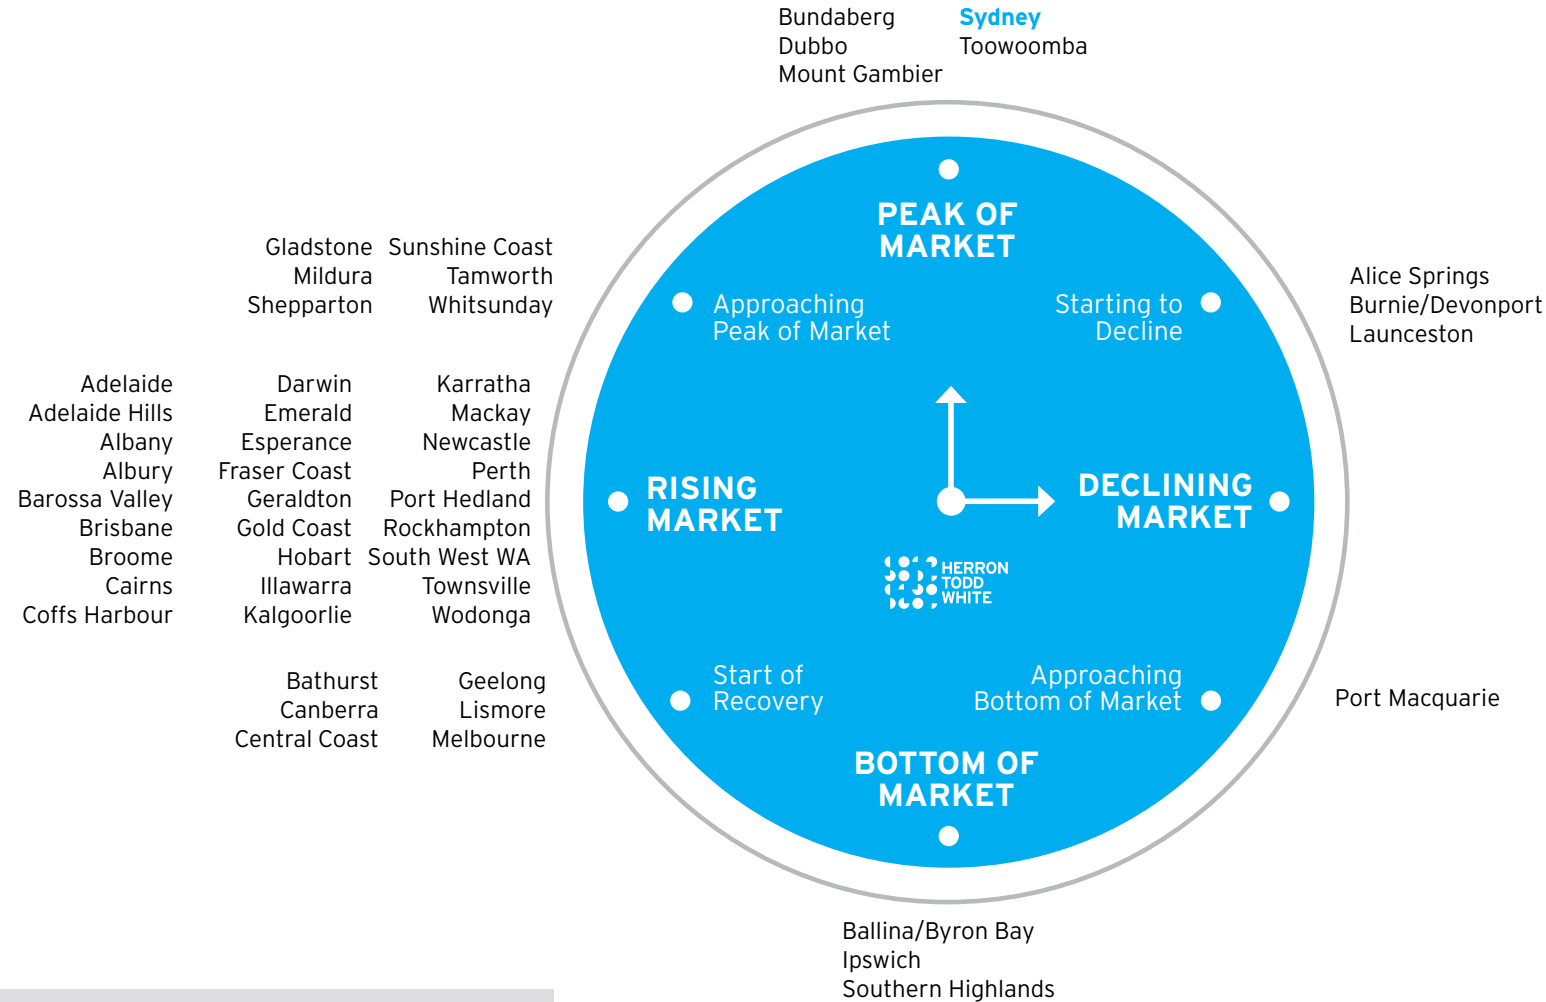 Bundaberg
Dubbo
Mount Gambier
Sydney
Toowoomba
PEAK OF
MARKET
Gladstone
Mildura
Shepparton
Sunshine Coast
Tamworth
Whitsunday
Approaching
Peak of Market
Starting to
Decline
Alice Springs
Burnie/Devonport
Launceston
Adelaide
Adelaide Hills
Albany
Albury
Barossa Valley
Brisbane
Broome
Cairns
Coffs Harbour
Darwin
Emerald
Esperance
Fraser Coast
Geraldton
Gold Coast
Hobart
Illawarra
Kalgoorlie
Karratha
Mackay
Newcastle
Perth
Port Hedland
Rockhampton
South West WA
Townsville
Wodonga
RISING
MARKET
DECLINING
MARKET
HERRON
TODD
WHITE
Bathurst
Canberra
Central Coast
Geelong
Lismore
Melbourne
Start of
Recovery
Approaching
Bottom of Market
Port Macquarie
BOTTOM OF
MARKET
Ballina/Byron Bay
Ipswich
Southern Highlands